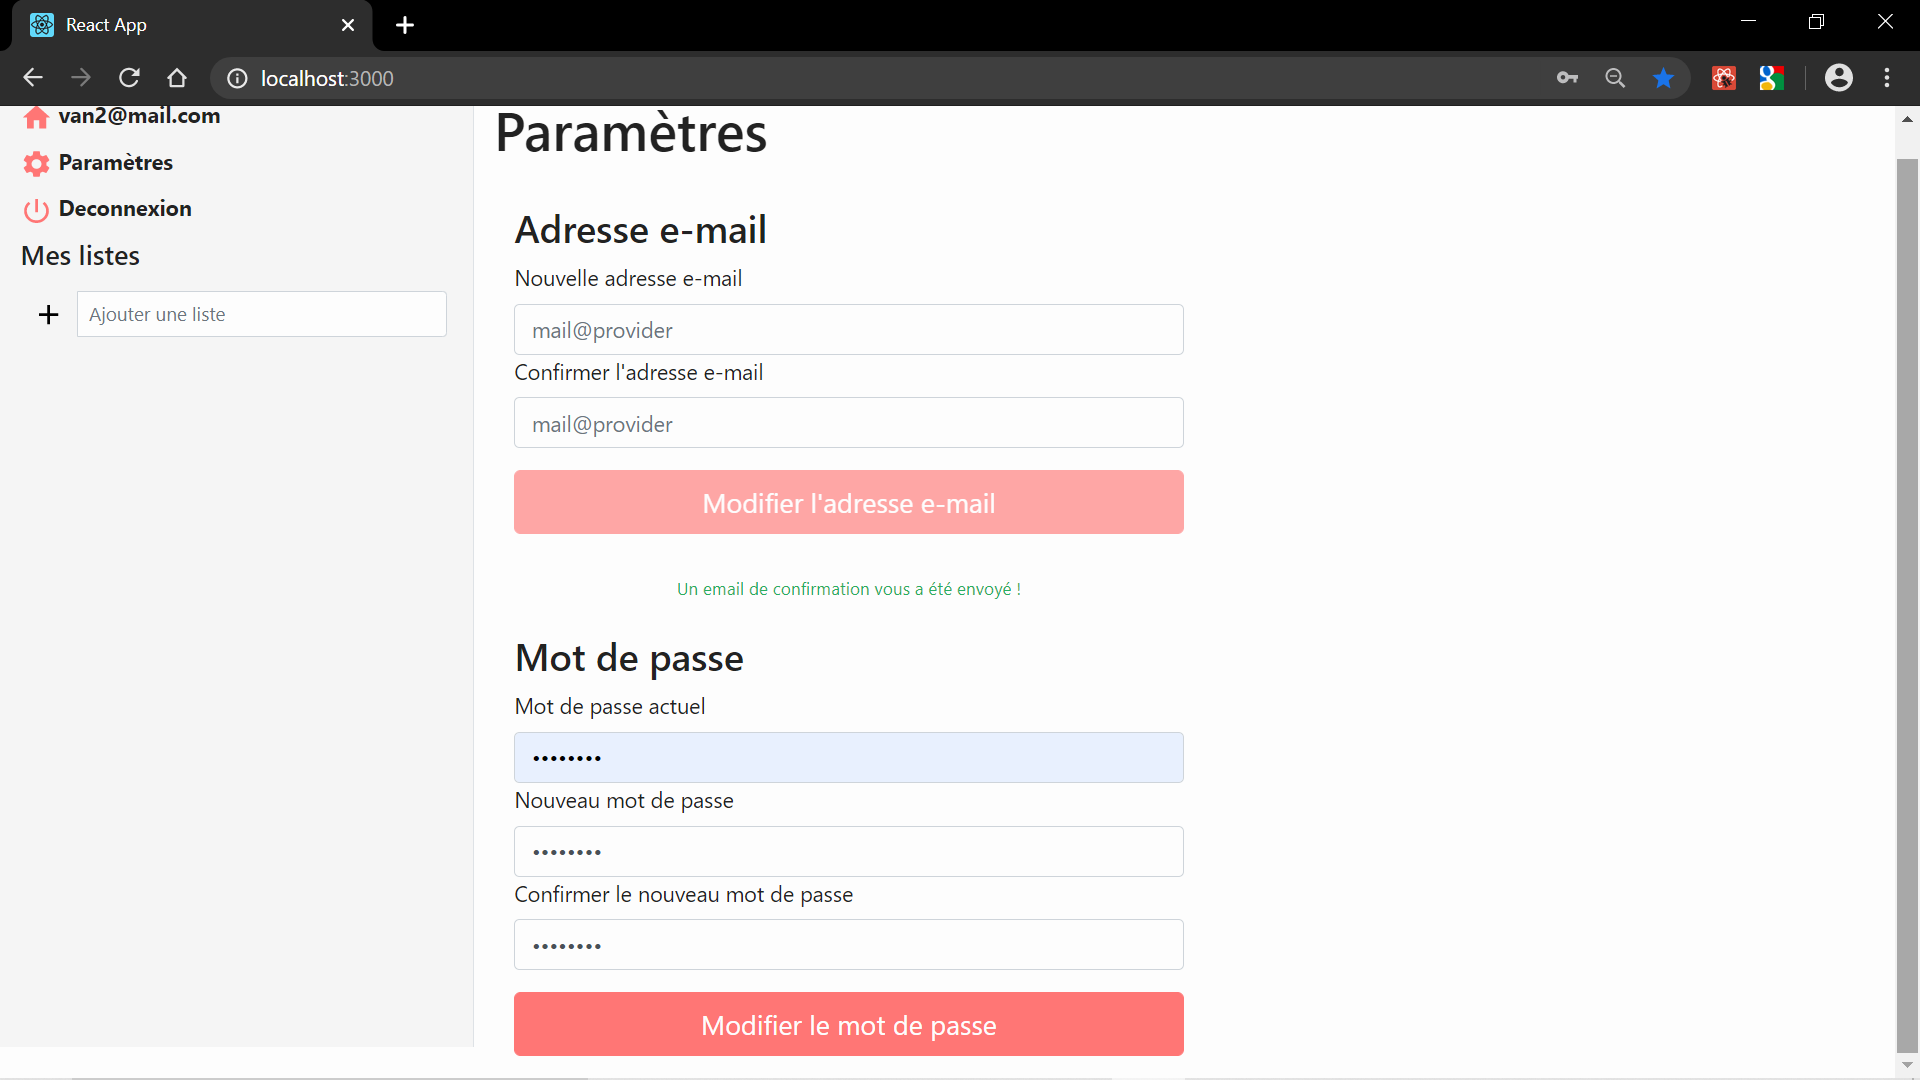 React App
localhost:3000
van2@mail.com
Paramètres
Deconnexion
Mes listes
Ajouter une liste
Paramètres
Adresse e-mail
Nouvelle adresse e-mail
mail@provider
Confirmer l'adresse e-mail
mail@provider
Modifier l'adresse e-mail
Un email de confirmation vous a été envoyé !
Mot de passe
Mot de passe actuel
••••••••
Nouveau mot de passe
••••••••
Confirmer le nouveau mot de passe
••••••••
Modifier le mot de passe